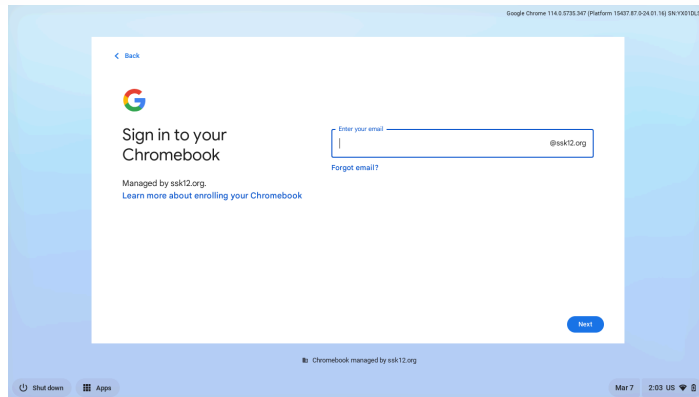 Google Chrome 114.0.5735.347 (Platform 15437.87.0-24.01.16)
Back
Sign in to your
Chromebook
Managed by ssk12.org.
Learn more about enrolling your Chromebook
Enter your email
@ssk12.org
Forgot email?
Next
Chromebook managed by ssk12.org
Shut down Apps Mar 7 2:03 US